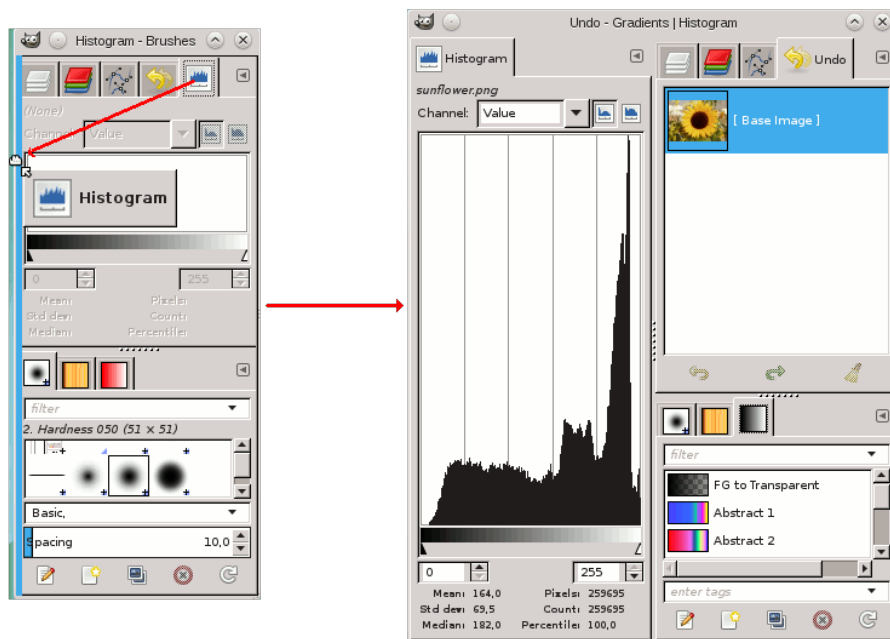 Histogram - Brushes
(None)
Channel: Value
Histogram
0 255
Mean: Pixels:
Std dev: Count:
Median: Percentile:
filter
2. Hardness 050 (51 × 51)
Basic,
Spacing 10,0
Undo - Gradients | Histogram
Histogram
sunflower.png
Channel: Value
0 255
Mean: 164,0 Pixels: 259695
Std dev: 69,5 Count: 259695
Median: 182,0 Percentile: 100,0
Undo
[ Base Image ]
filter
FG to Transparent
Abstract 1
Abstract 2
enter tags